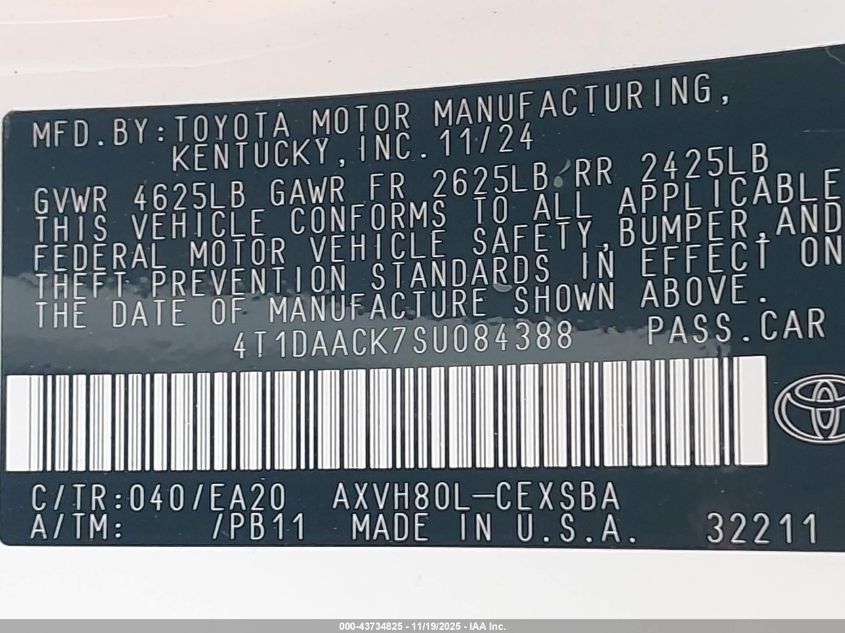 MFD.BY:TOYOTA MOTOR MANUFACTURING,
KENTUCKY,INC.11/24
GVWR 4625LB GAWR FR 2625LB RR 2425LB
THIS VEHICLE CONFORMS TO ALL APPLICABLE
FEDERAL MOTOR VEHICLE SAFETY,BUMPER,AND
THEFT PREVENTION STANDARDS IN EFFECT ON
THE DATE OF MANUFACTURE SHOWN ABOVE.
4T1DAACK7SU084388 PASS.CAR
C/TR:040/EA20 AXVH80L-CEXSBA
A/TM: /PB11 MADE IN U.S.A. 32211
000-43734825 - 11/19/2025 - IAA Inc.